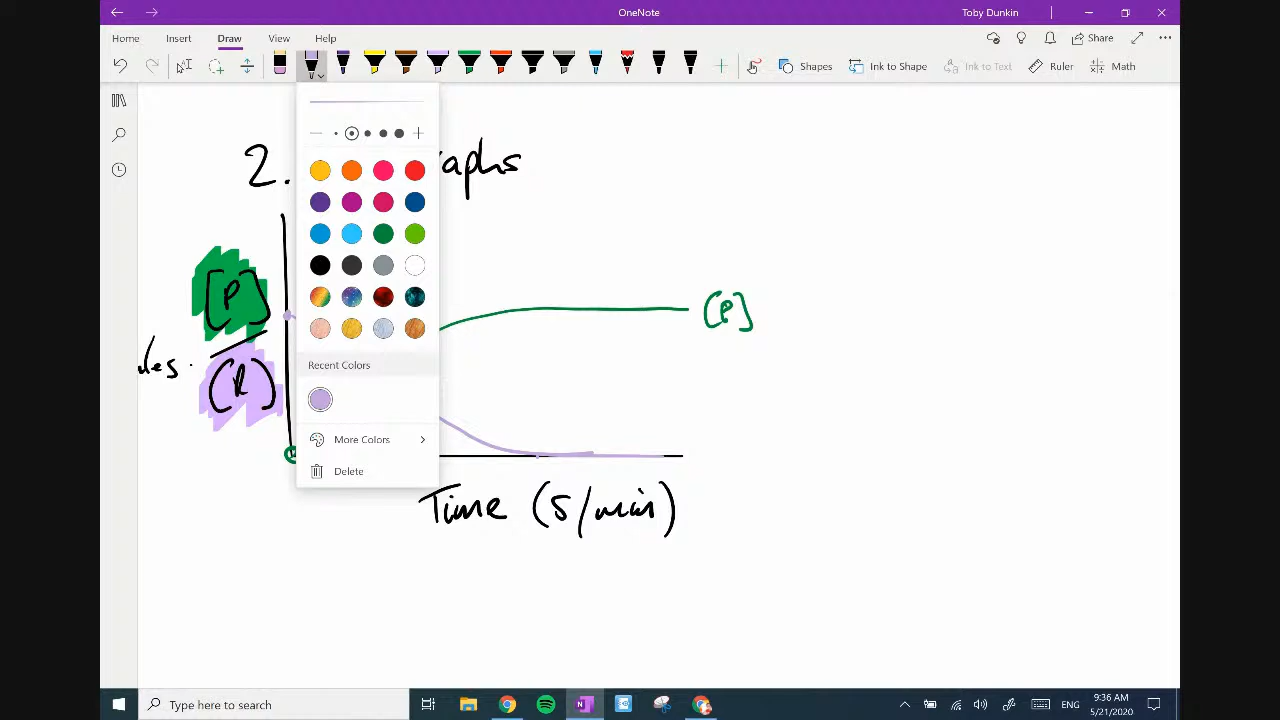 OneNote
Toby Dunkin
Home Insert Draw View Help
Share
Shapes Ink to Shape Ink to Text Ruler Math
2. aphs
[P]
[P]
(R)
Recent Colors
More Colors
Delete
Time (s/min)
Type here to search
ENG
9:36 AM
5/21/2020